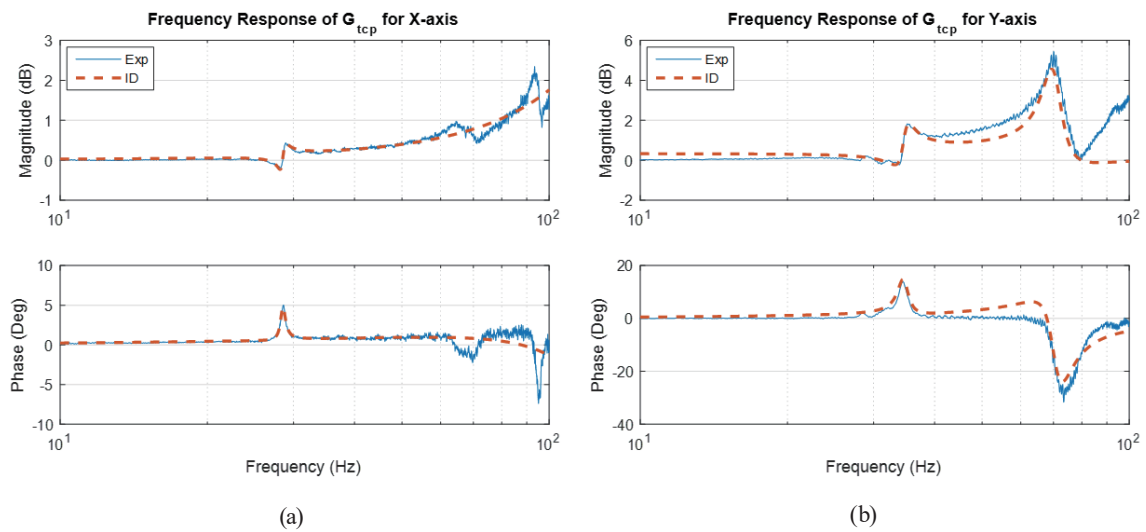 Frequency Response of G_tcp for X-axis
3
2
1
0
-1
Magnitude (dB)
Exp
ID
10^1
10^2
10
5
0
-5
-10
Phase (Deg)
10^1
10^2
Frequency (Hz)
(a)
Frequency Response of G_tcp for Y-axis
6
4
2
0
-2
Magnitude (dB)
Exp
ID
10^1
10^2
20
0
-20
-40
Phase (Deg)
10^1
10^2
Frequency (Hz)
(b)